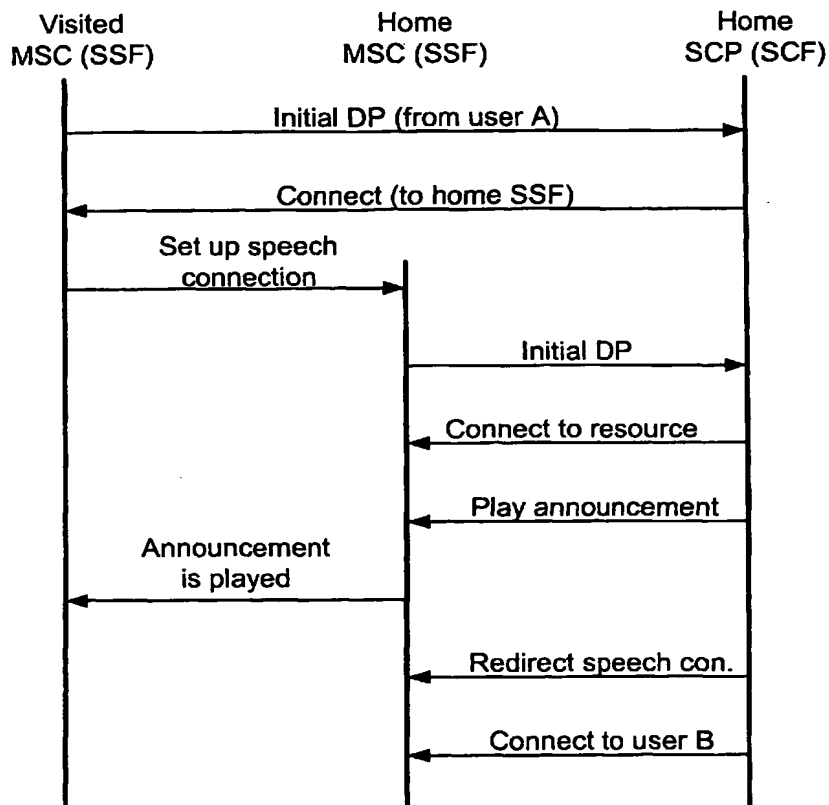 Visited
MSC (SSF)
Home
MSC (SSF)
Home
SCP (SCF)
Initial DP (from user A)
Connect (to home SSF)
Set up speech
connection
Initial DP
Connect to resource
Play announcement
Announcement
is played
Redirect speech con.
Connect to user B